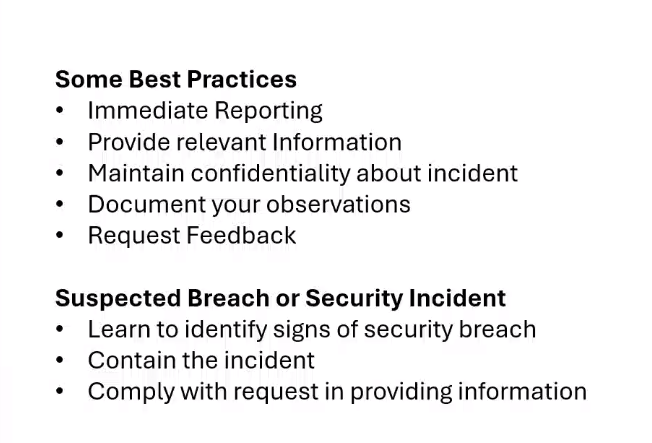 Some Best Practices
• Immediate Reporting
• Provide relevant Information
• Maintain confidentiality about incident
• Document your observations
• Request Feedback
Suspected Breach or Security Incident
• Learn to identify signs of security breach
• Contain the incident
• Comply with request in providing information